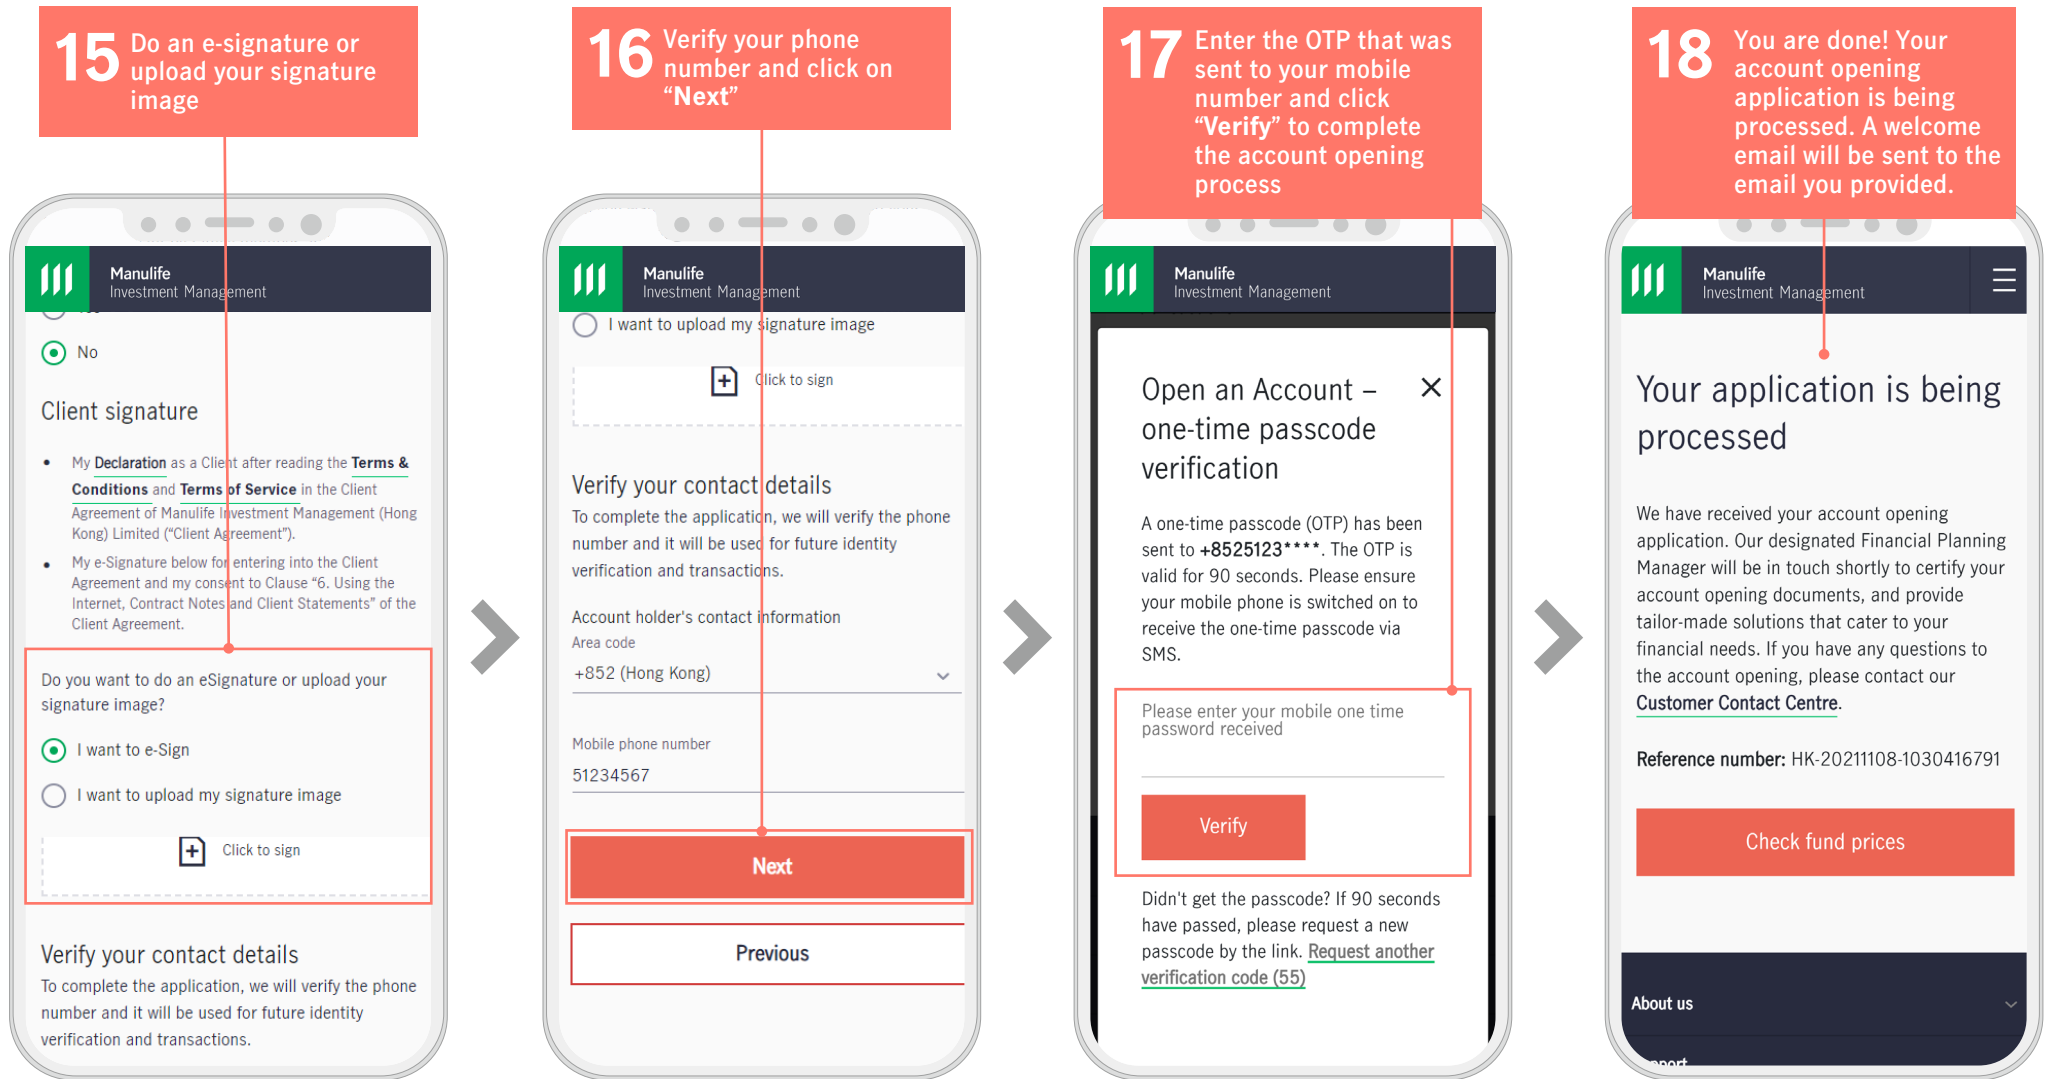 15 Do an e-signature or
upload your signature
image
Manulife
Investment Management
No
Client signature
• My Declaration as a Client after reading the Terms &
Conditions and Terms of Service in the Client
Agreement of Manulife Investment Management (Hong
Kong) Limited (“Client Agreement”).
• My e-Signature below for entering into the Client
Agreement and my consent to Clause “6. Using the
Internet, Contract Notes and Client Statements” of the
Client Agreement.
Do you want to do an eSignature or upload your
signature image?
I want to e-Sign
I want to upload my signature image
Click to sign
Verify your contact details
To complete the application, we will verify the phone
number and it will be used for future identity
verification and transactions.
16 Verify your phone
number and click on
“Next”
Manulife
Investment Management
I want to upload my signature image
Click to sign
Verify your contact details
To complete the application, we will verify the phone
number and it will be used for future identity
verification and transactions.
Account holder's contact information
Area code
+852 (Hong Kong)
Mobile phone number
51234567
Next
Previous
17 Enter the OTP that was
sent to your mobile
number and click
“Verify” to complete
the account opening
process
Manulife
Investment Management
Open an Account –
one-time passcode
verification
A one-time passcode (OTP) has been
sent to +8525123****. The OTP is
valid for 90 seconds. Please ensure
your mobile phone is switched on to
receive the one-time passcode via
SMS.
Please enter your mobile one time
password received
Verify
Didn't get the passcode? If 90 seconds
have passed, please request a new
passcode by the link. Request another
verification code (55)
18 You are done! Your
account opening
application is being
processed. A welcome
email will be sent to the
email you provided.
Manulife
Investment Management
Your application is being
processed
We have received your account opening
application. Our designated Financial Planning
Manager will be in touch shortly to certify your
account opening documents, and provide
tailor-made solutions that cater to your
financial needs. If you have any questions to
the account opening, please contact our
Customer Contact Centre.
Reference number: HK-20211108-1030416791
Check fund prices
About us